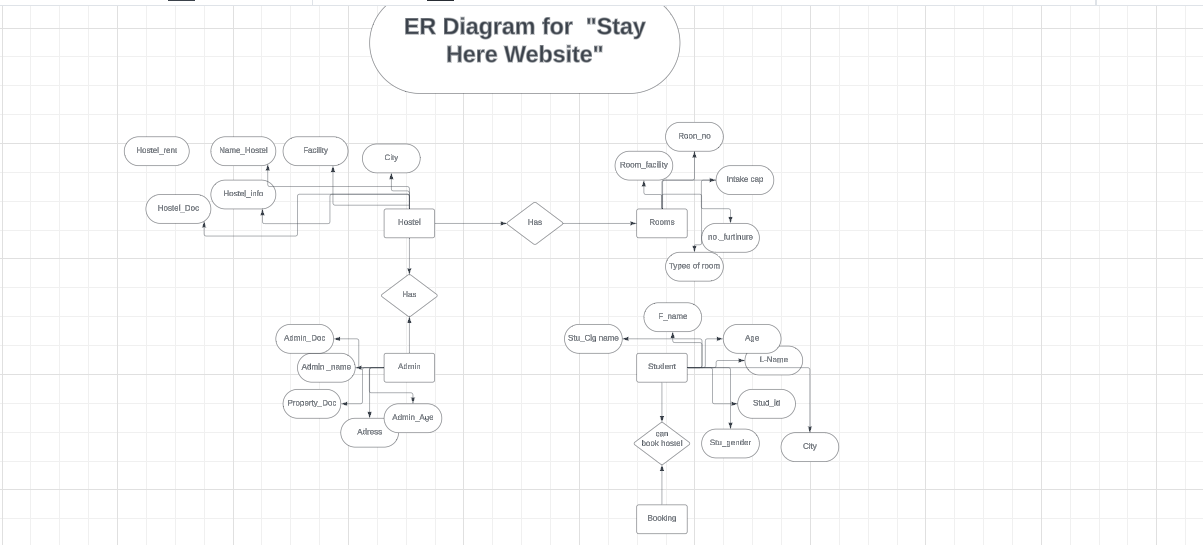 ER Diagram for "Stay
Here Website"
Room_no
Hostel_rent
Name_Hostel
Facility
City
Room_facility
Intake cap
Hostel_info
Hostel_Doc
Hostel
Has
Rooms
no._furtinure
Types of room
Has
F_name
Admin_Doc
Stu_Clg name
Age
L-Name
Admin_name
Admin
Student
Property_Doc
Stud_Id
Admin_Age
Adress
can
book hostel
Stu_gender
City
Booking